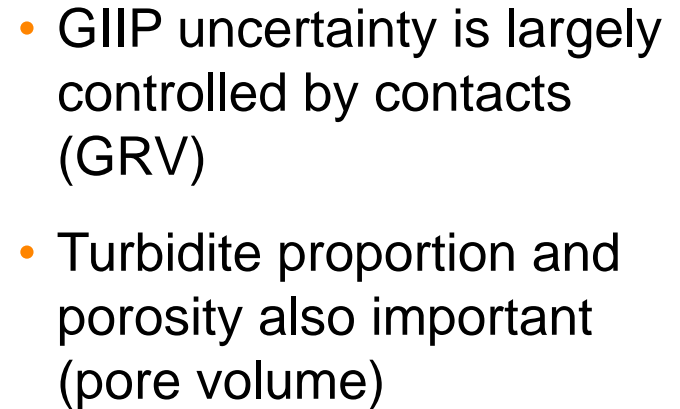 • GIIP uncertainty is largely
controlled by contacts
(GRV)
• Turbidite proportion and
porosity also important
(pore volume)